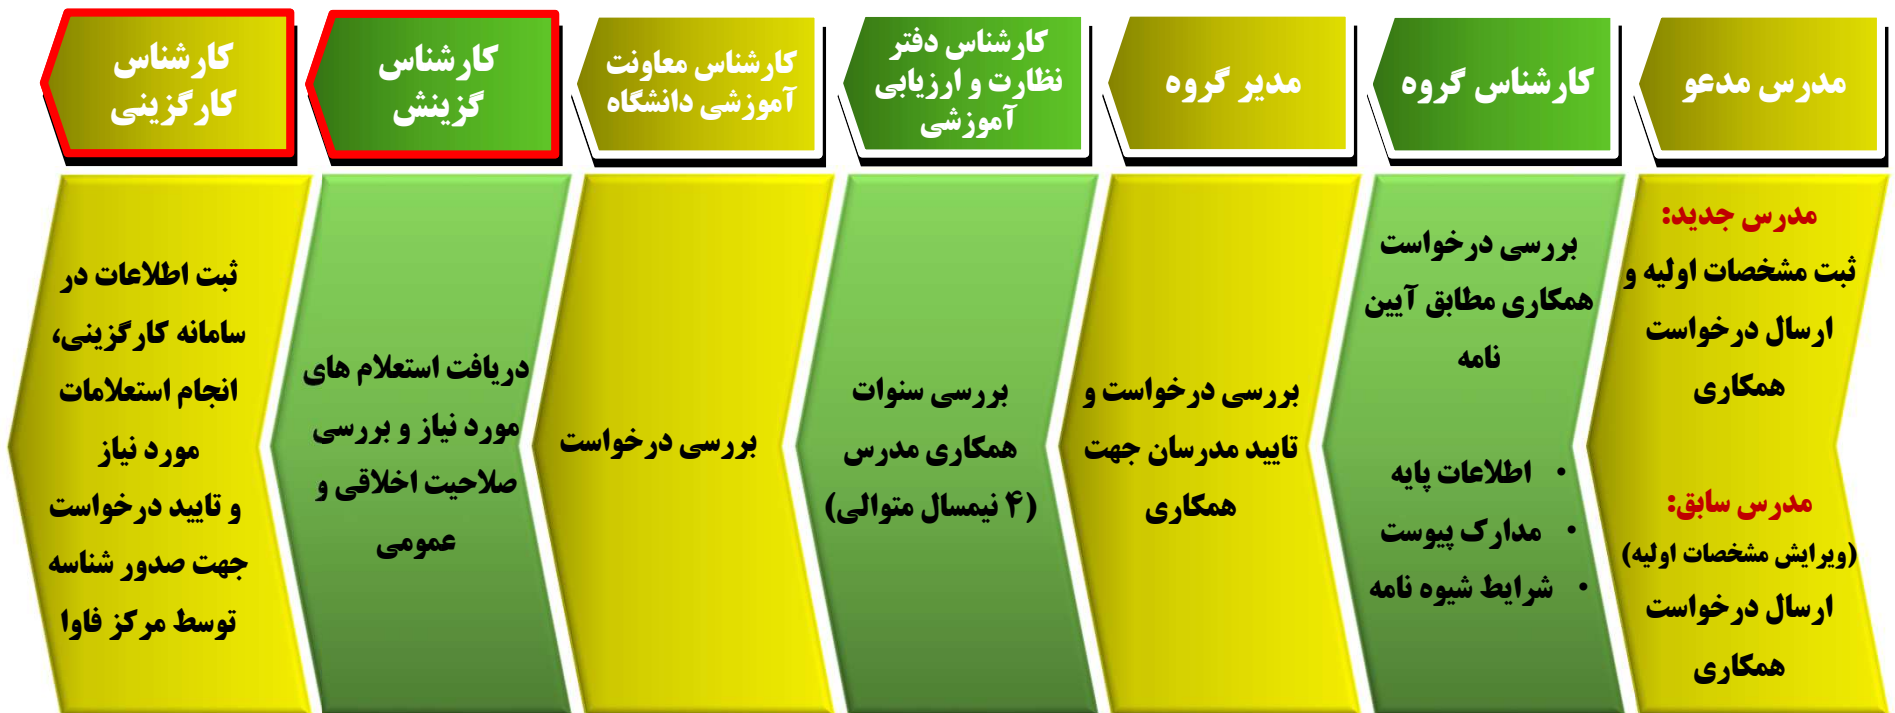 مدرس مدعو
کارشناس گروه
مدیر گروه
کارشناس دفتر
نظارت و ارزیابی
آموزشی
کارشناس معاونت
آموزشی دانشگاه
کارشناس
گزینش
کارشناس
کارگزینی
مدرس جدید:
ثبت مشخصات اولیه و
ارسال درخواست
همکاری
مدرس سابق:
(ویرایش مشخصات اولیه)
ارسال درخواست
همکاری
بررسی درخواست
همکاری مطابق آیین
نامه
• اطلاعات پایه
• مدارک پیوست
• شرایط شیوه نامه
بررسی درخواست و
تایید مدرسان جهت
همکاری
بررسی سنوات
همکاری مدرس
(۴ نیمسال متوالی)
بررسی درخواست
دریافت استعلام های
مورد نیاز و بررسی
صلاحیت اخلاقی و
عمومی
ثبت اطلاعات در
سامانه کارگزینی،
انجام استعلامات
مورد نیاز
و تایید درخواست
جهت صدور شناسه
توسط مرکز فاوا